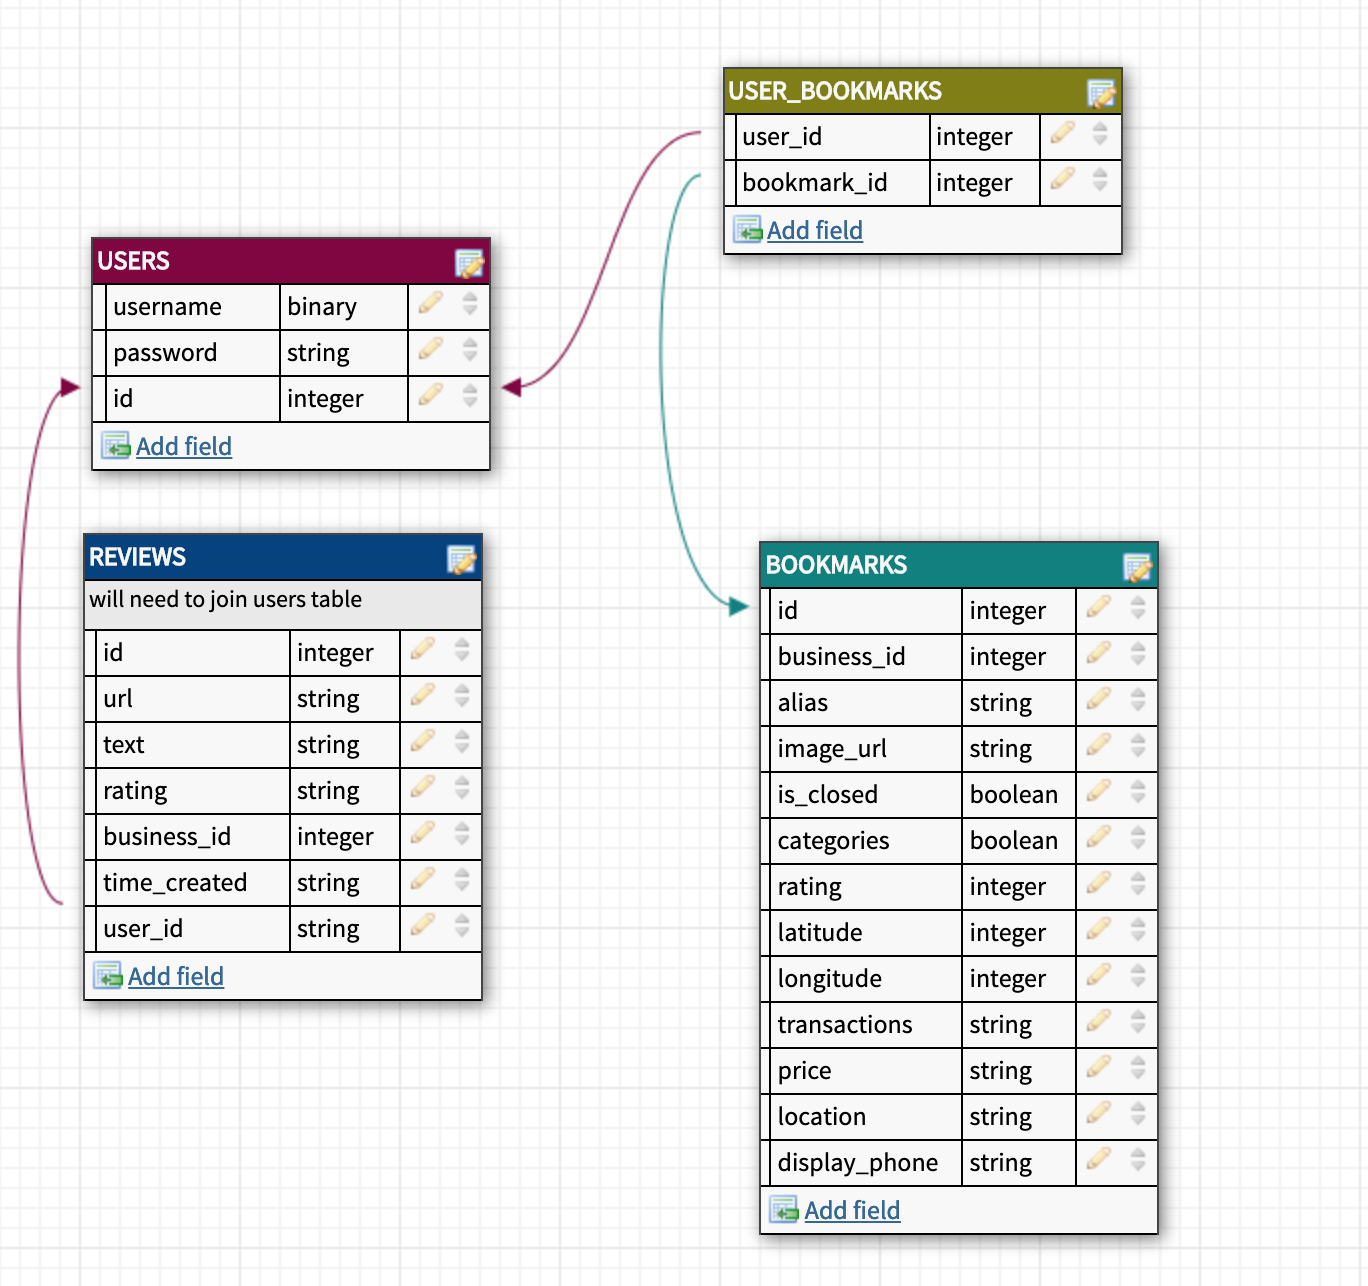 USER_BOOKMARKS
user_id integer
bookmark_id integer
Add field
USERS
username binary
password string
id integer
Add field
REVIEWS
will need to join users table
id integer
url string
text string
rating string
business_id integer
time_created string
user_id string
Add field
BOOKMARKS
id integer
business_id integer
alias string
image_url string
is_closed boolean
categories boolean
rating integer
latitude integer
longitude integer
transactions string
price string
location string
display_phone string
Add field